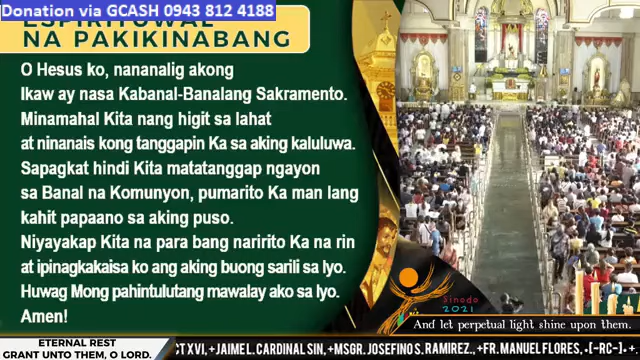 Donation via GCASH 0943 812 4188
NA PAKIKINABANG
O Hesus ko, nananalig akong
Ikaw ay nasa Kabanal-Banalang Sakramento.
Minamahal Kita nang higit sa lahat
at ninanais kong tanggapin Ka sa aking kaluluwa.
Sapagkat hindi Kita matatanggap ngayon
sa Banal na Komunyon, pumarito Ka man lang
kahit papaano sa aking puso.
Niyayakap Kita na para bang naririto Ka na rin
at ipinagkakaisa ko ang aking buong sarili sa Iyo.
Huwag Mong pahintulutang mawalay ako sa Iyo.
Amen!
Sinodo
2021
And let perpetual light shine upon them.
ETERNAL REST
GRANT UNTO THEM, O LORD.
CT XVI, +JAIME L. CARDINAL SIN, +MSGR. JOSEFINO S. RAMIREZ., +FR. MANUEL FLORES, .[-RC-]. +